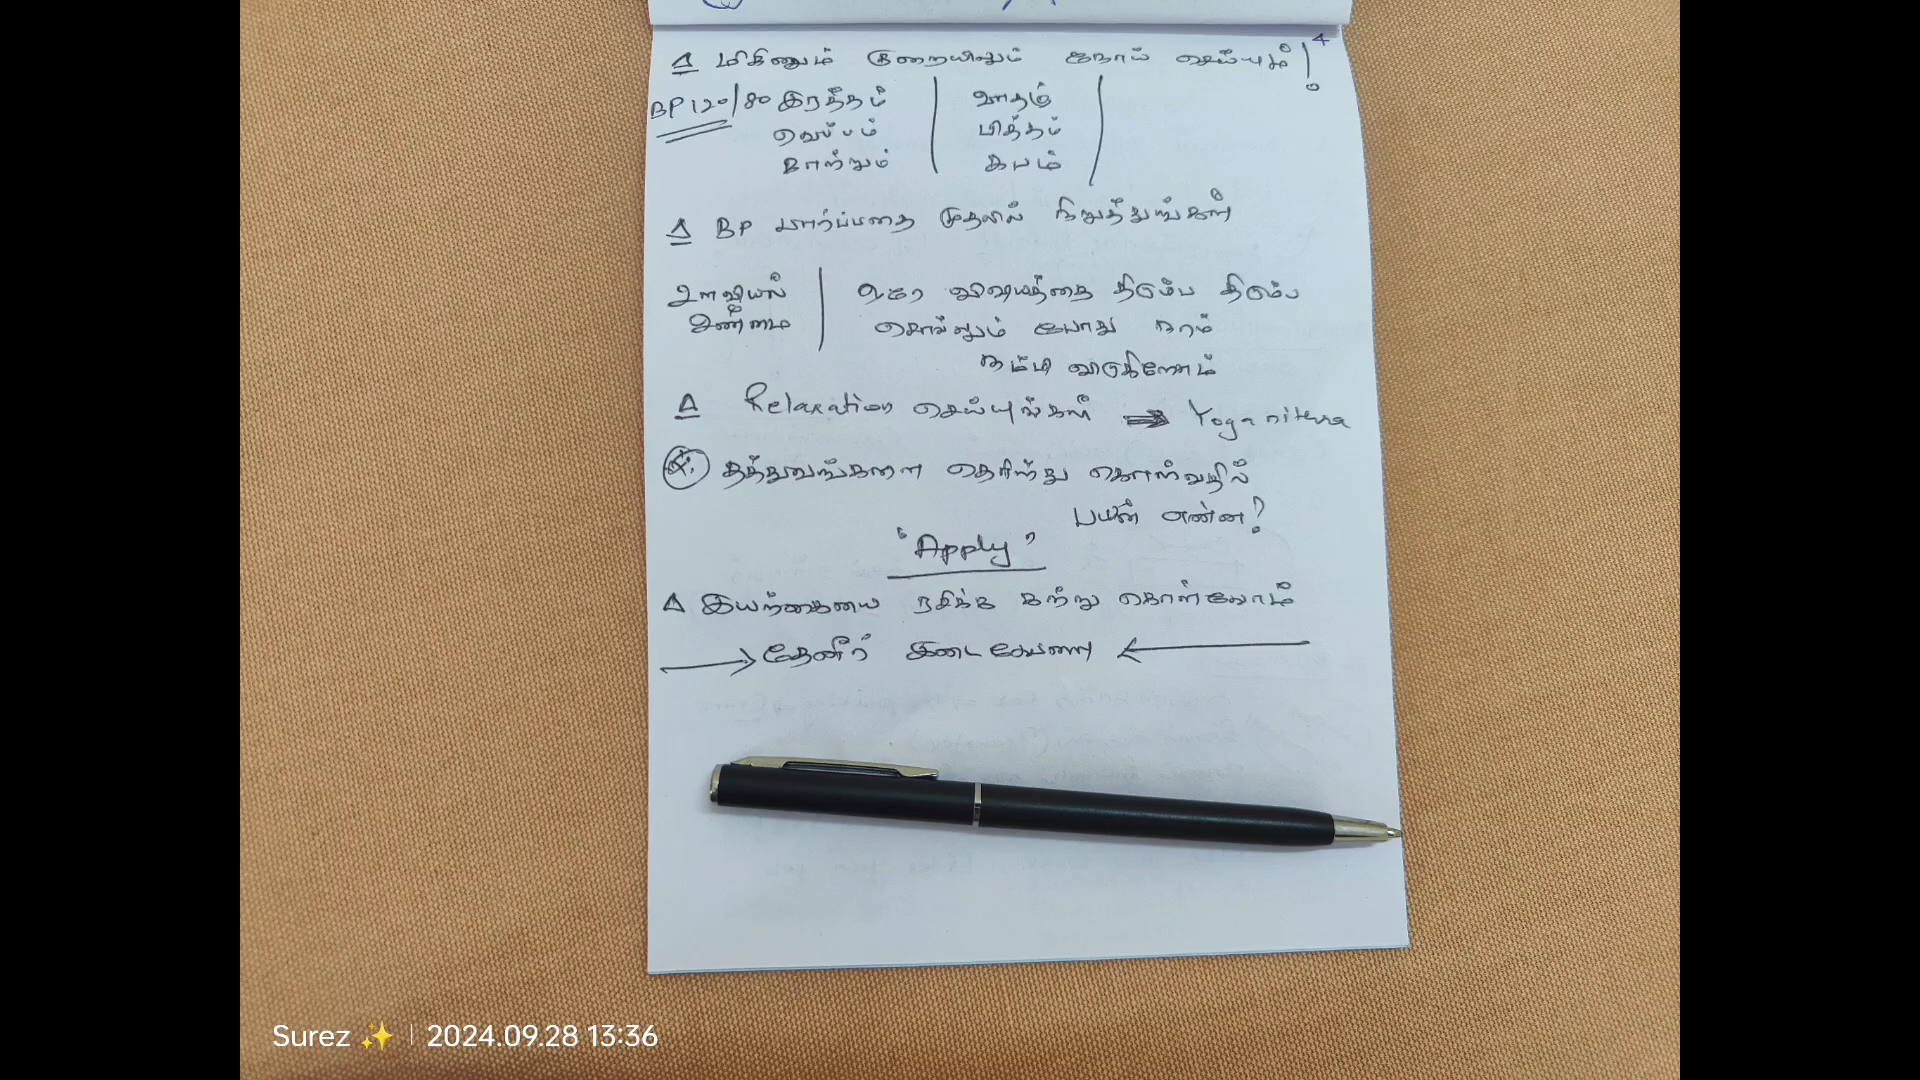 4
∆ மிகினும் குறையினும் நோய் செய்யும்!
BP 120/80 இரத்தம் | வாதம் |
வெப்பம் | பித்தம் |
காற்றும் | கபம் |
∆ BP பார்ப்பதை முதலில் நிறுத்துங்கள்
உளவியல் | ஒரே விஷயத்தை திரும்ப திரும்ப
உண்மை | சொல்லும் போது நாம்
நம்பி விடுகிறோம்
∆ Relaxation செய்யுங்கள் → Yoga nithra
தத்துவங்களை தெரிந்து கொள்வதில்
பயன் என்ன?
"Apply"
∆ இயற்கையை ரசிக்க கற்று கொள்வோம்
→ தேனீர் இடைவேளை ←
Surez ✨ | 2024.09.28 13:36